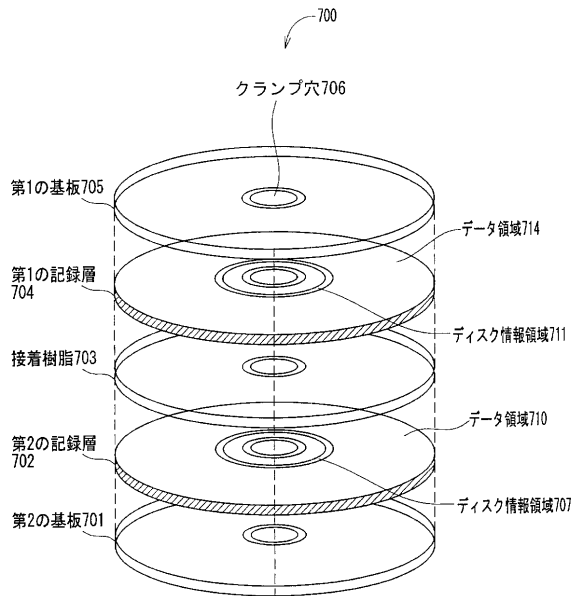 700
クランプ穴706
第1の基板705
データ領域714
第1の記録層
704
ディスク情報領域711
接着樹脂703
データ領域710
第2の記録層
702
ディスク情報領域707
第2の基板701